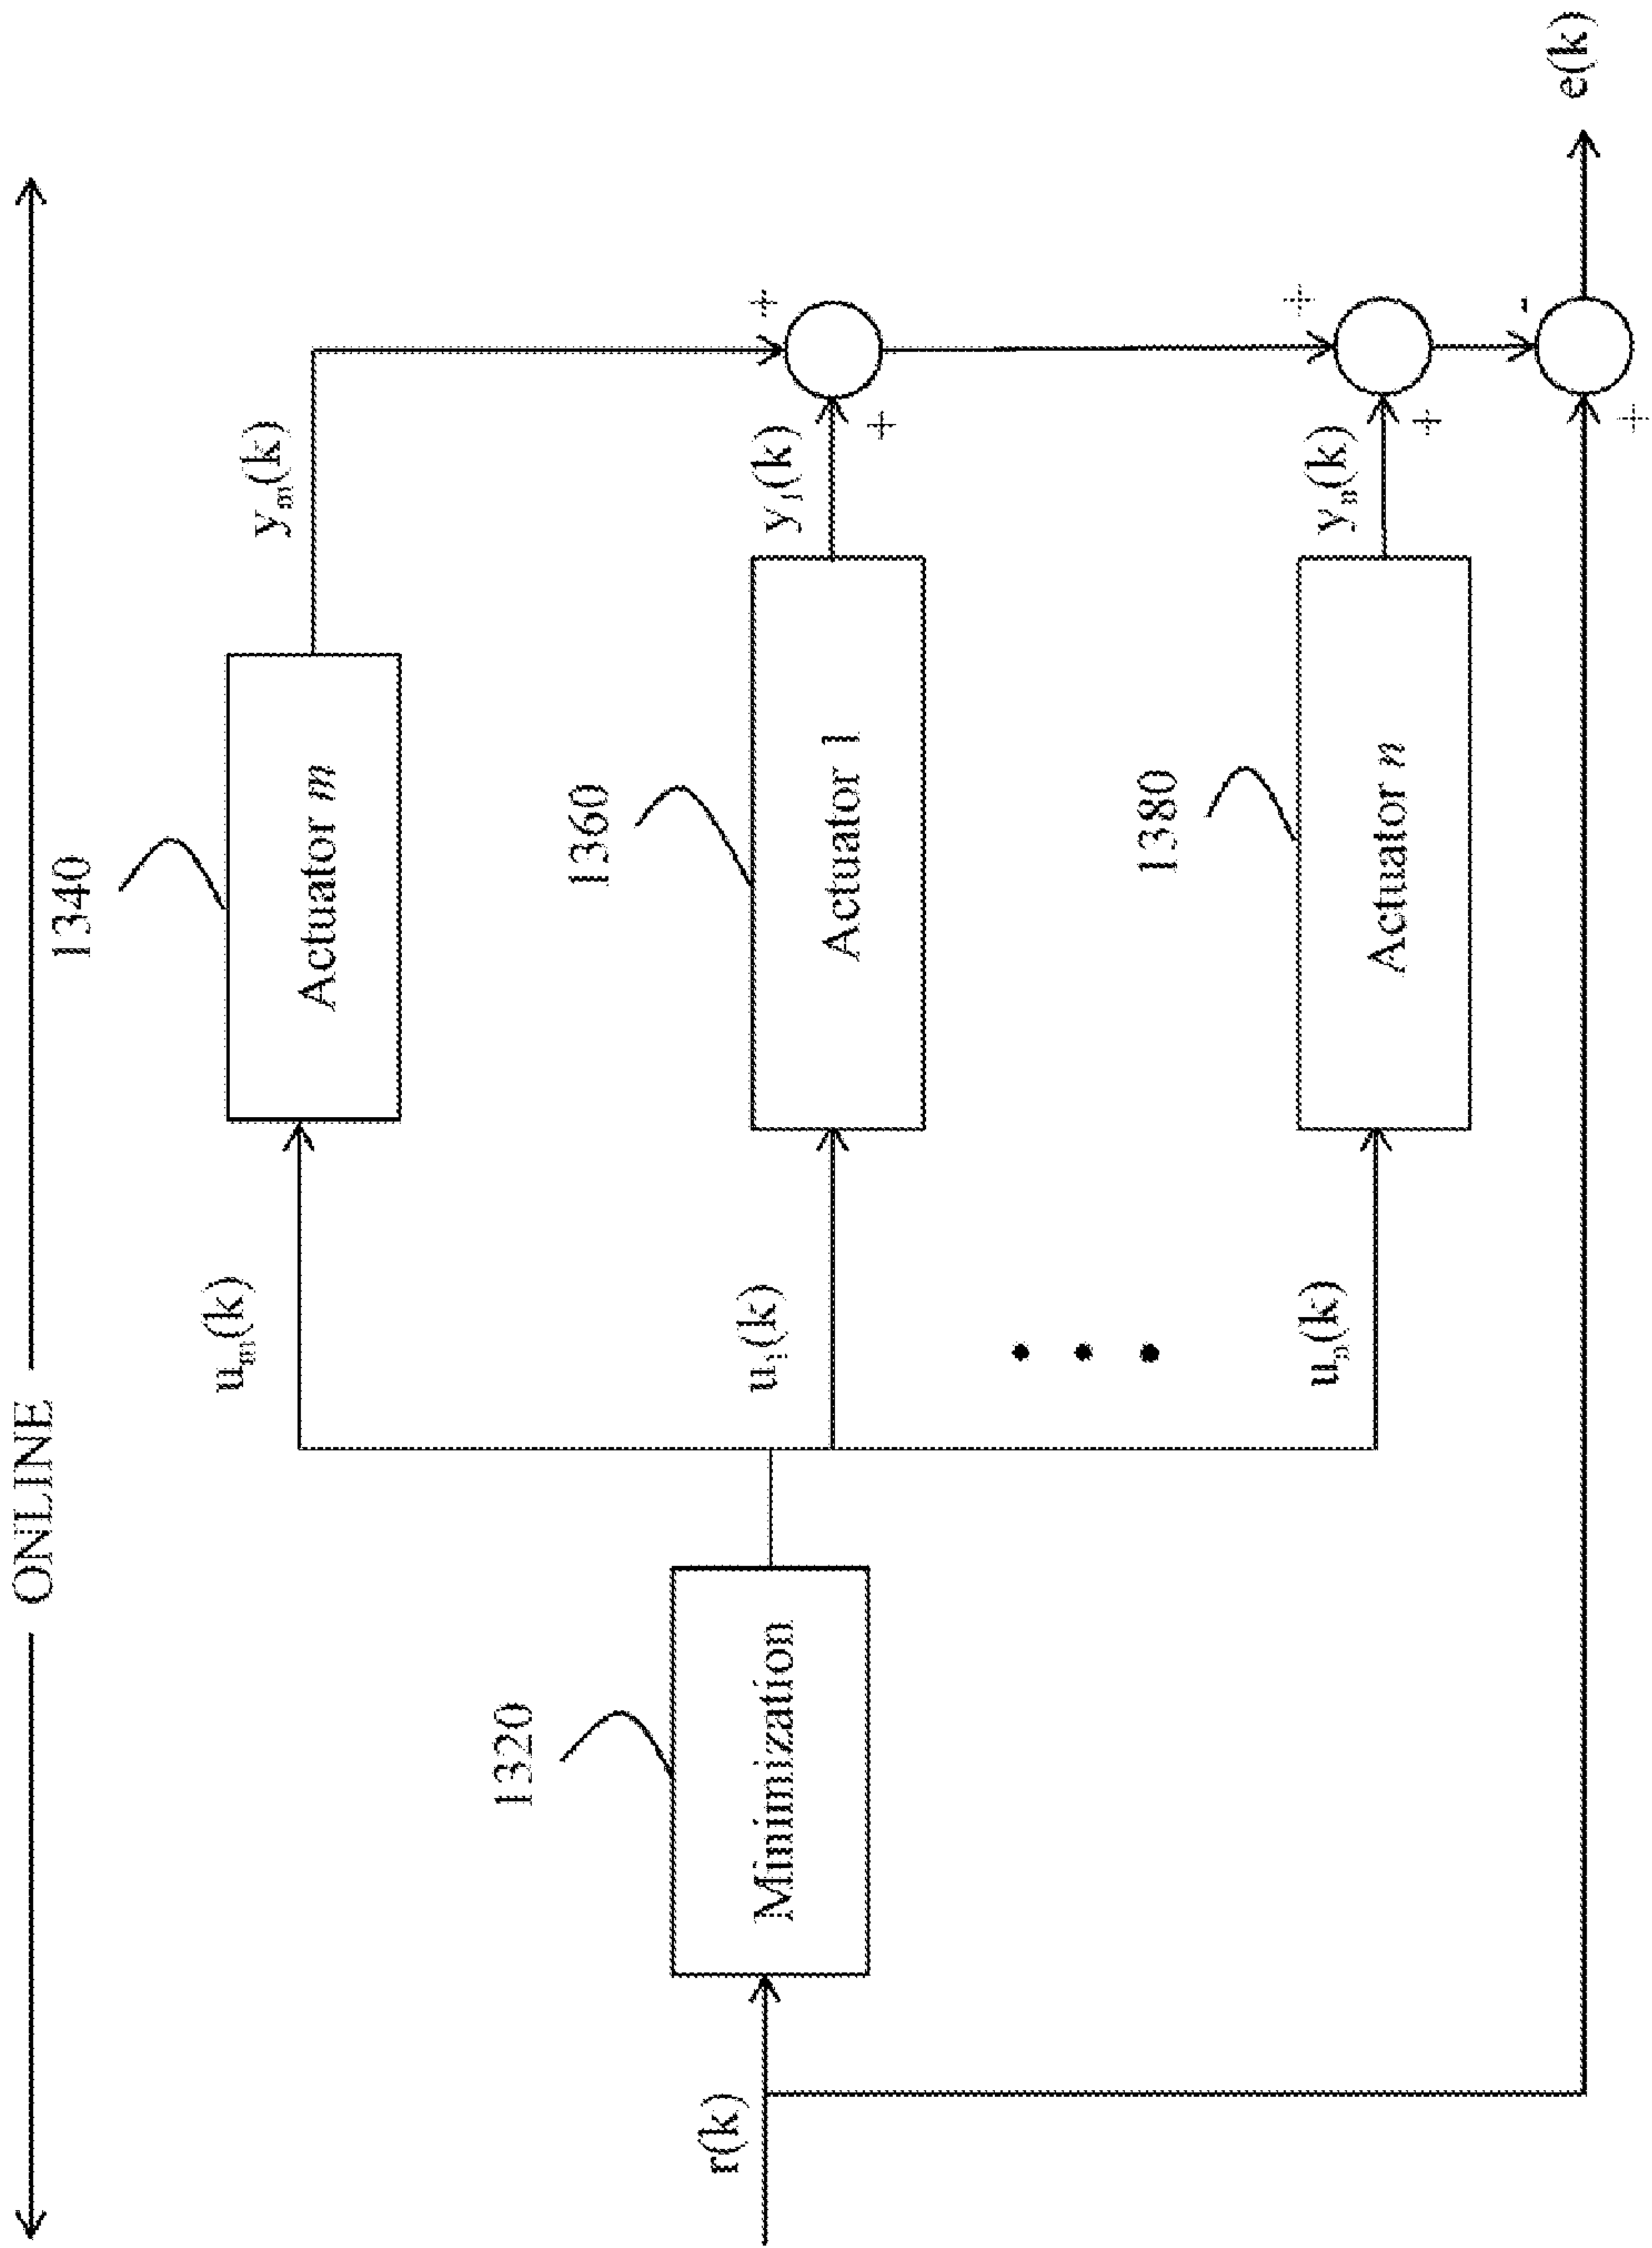 ONLINE
1340
u_m(k)
Actuator m
y_m(k)
1320
1360
r(k)
Minimization
u_1(k)
Actuator 1
y_1(k)
+
+
1380
u_n(k)
Actuator n
y_n(k)
+
+
-
+
e(k)